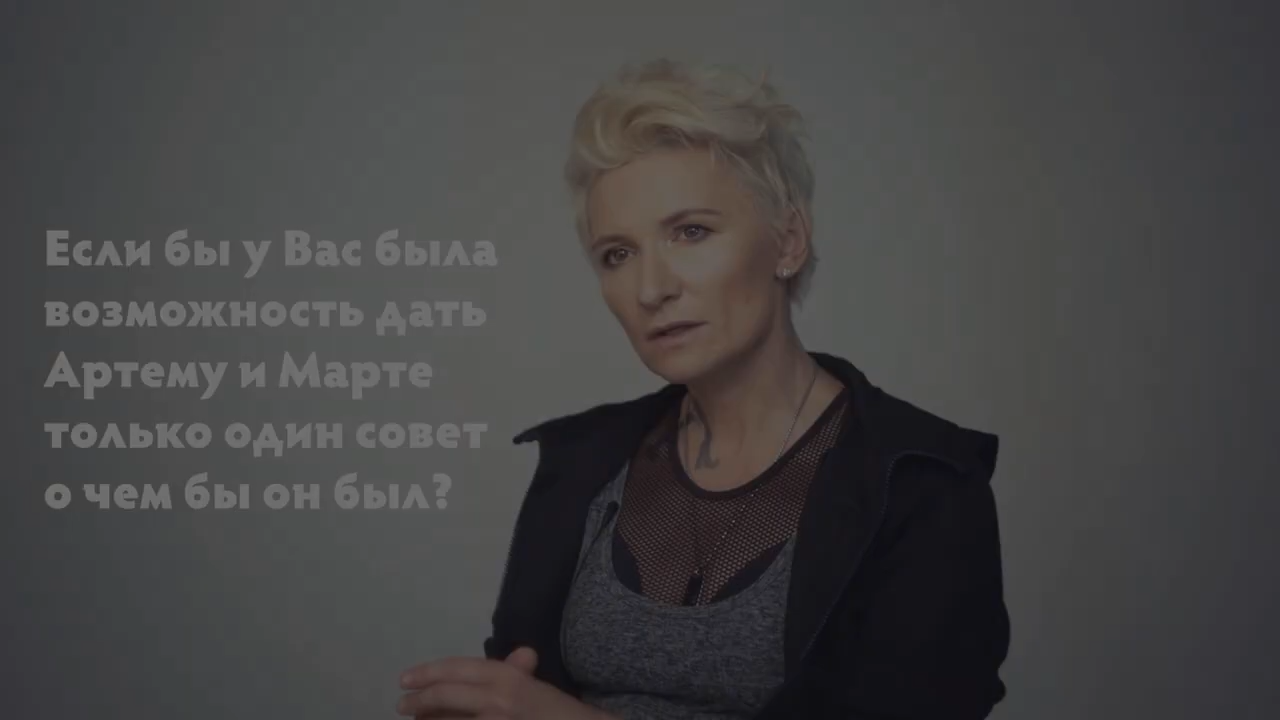 Если бы у Вас была
возможность дать
Артему и Марте
только один совет
о чем бы он был?